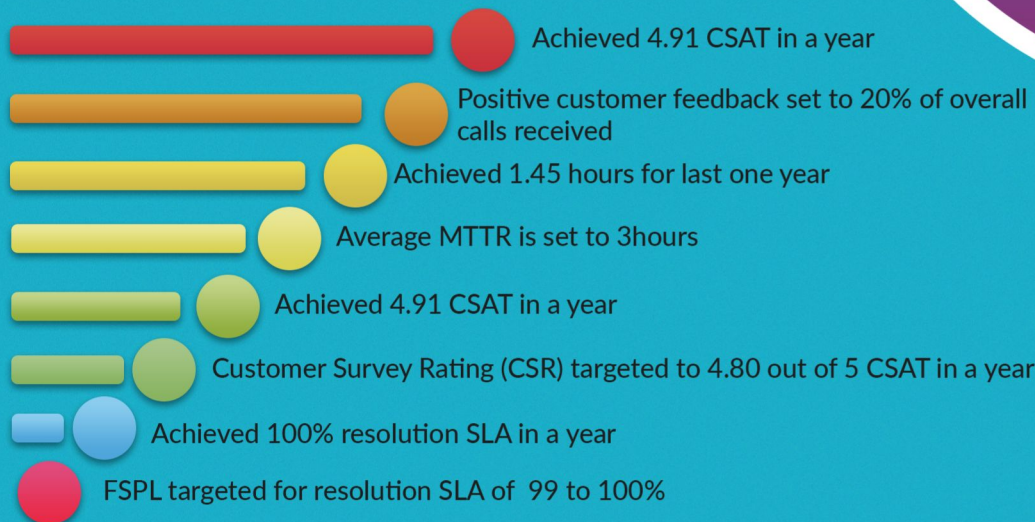 Achieved 4.91 CSAT in a year
Positive customer feedback set to 20% of overall
calls received
Achieved 1.45 hours for last one year
Average MTTR is set to 3hours
Achieved 4.91 CSAT in a year
Customer Survey Rating (CSR) targeted to 4.80 out of 5 CSAT in a year
Achieved 100% resolution SLA in a year
FSPL targeted for resolution SLA of 99 to 100%